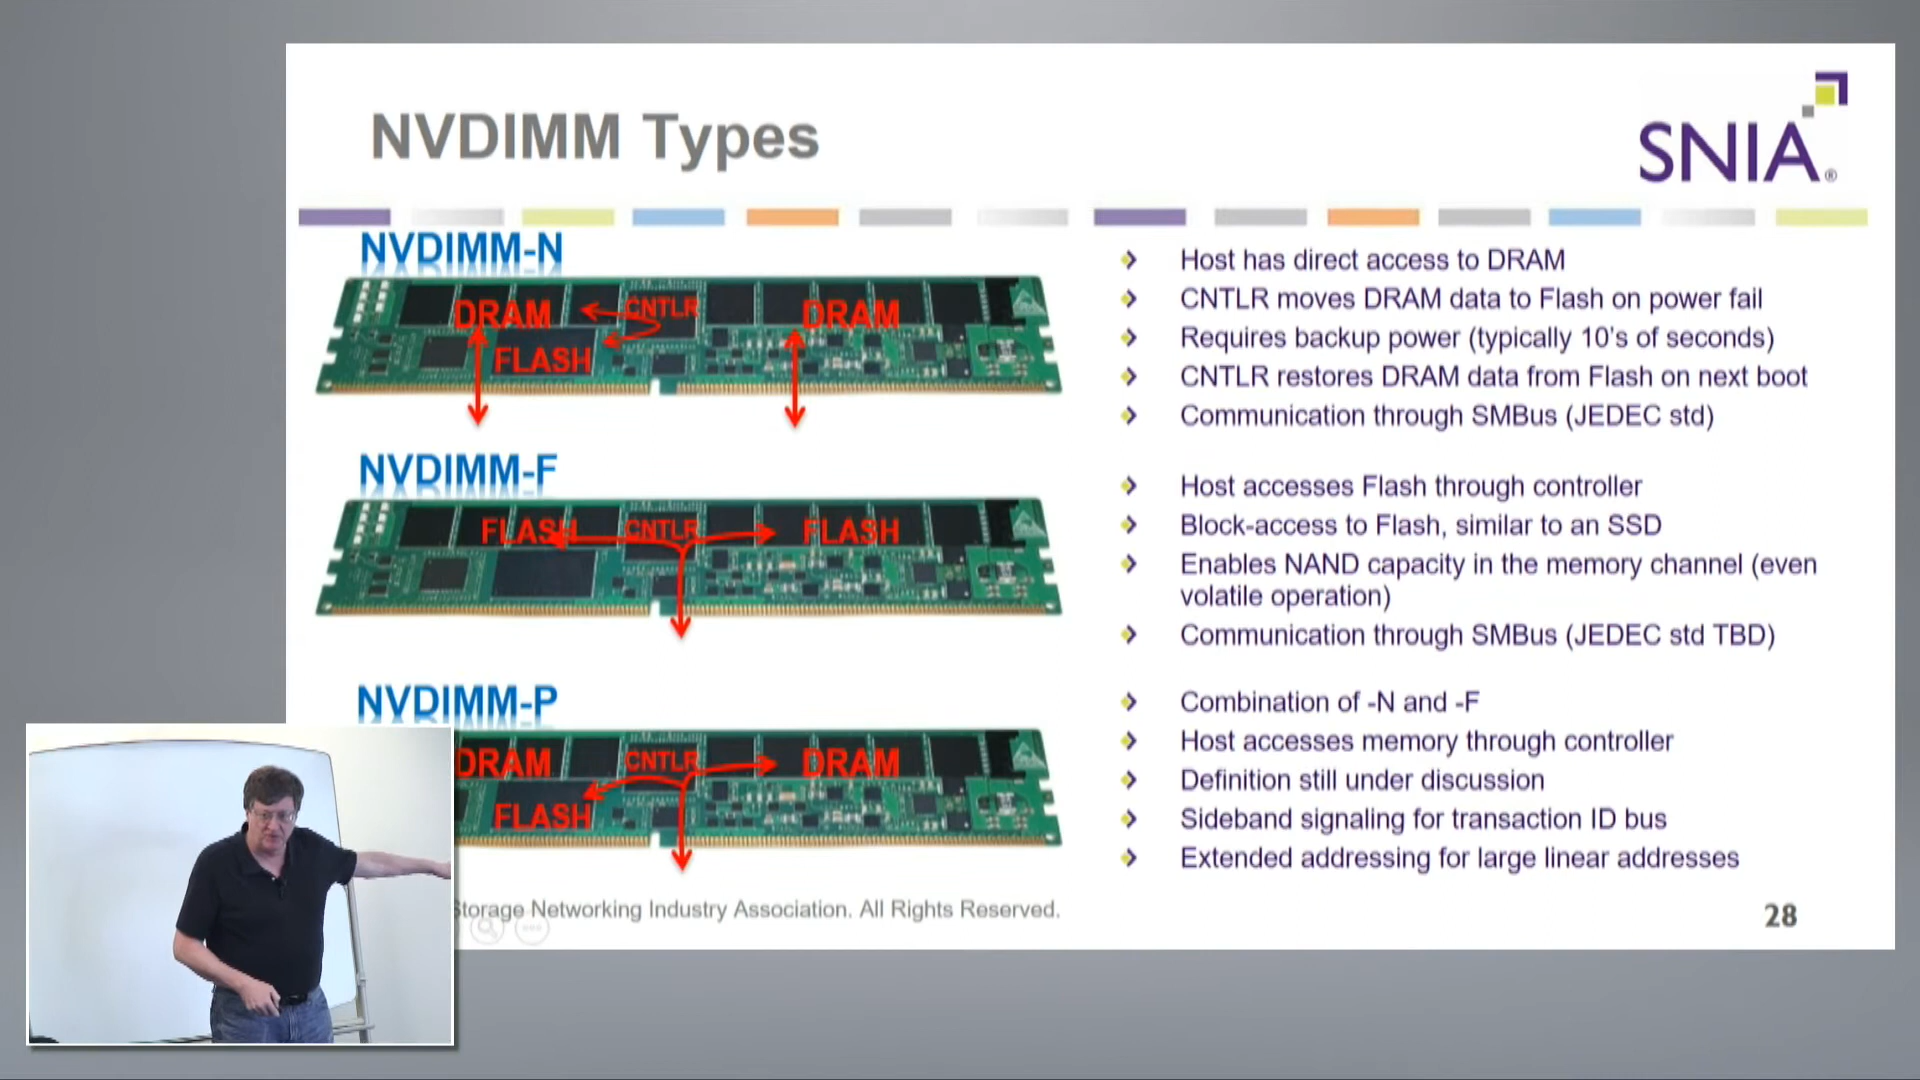 NVDIMM Types
SNIA®
NVDIMM-N
DRAM CNTLR DRAM
FLASH
Host has direct access to DRAM
CNTLR moves DRAM data to Flash on power fail
Requires backup power (typically 10's of seconds)
CNTLR restores DRAM data from Flash on next boot
Communication through SMBus (JEDEC std)
NVDIMM-F
FLASH CNTLR FLASH
Host accesses Flash through controller
Block-access to Flash, similar to an SSD
Enables NAND capacity in the memory channel (even
volatile operation)
Communication through SMBus (JEDEC std TBD)
NVDIMM-P
DRAM CNTLR DRAM
FLASH
Combination of -N and -F
Host accesses memory through controller
Definition still under discussion
Sideband signaling for transaction ID bus
Extended addressing for large linear addresses
Storage Networking Industry Association. All Rights Reserved.
28